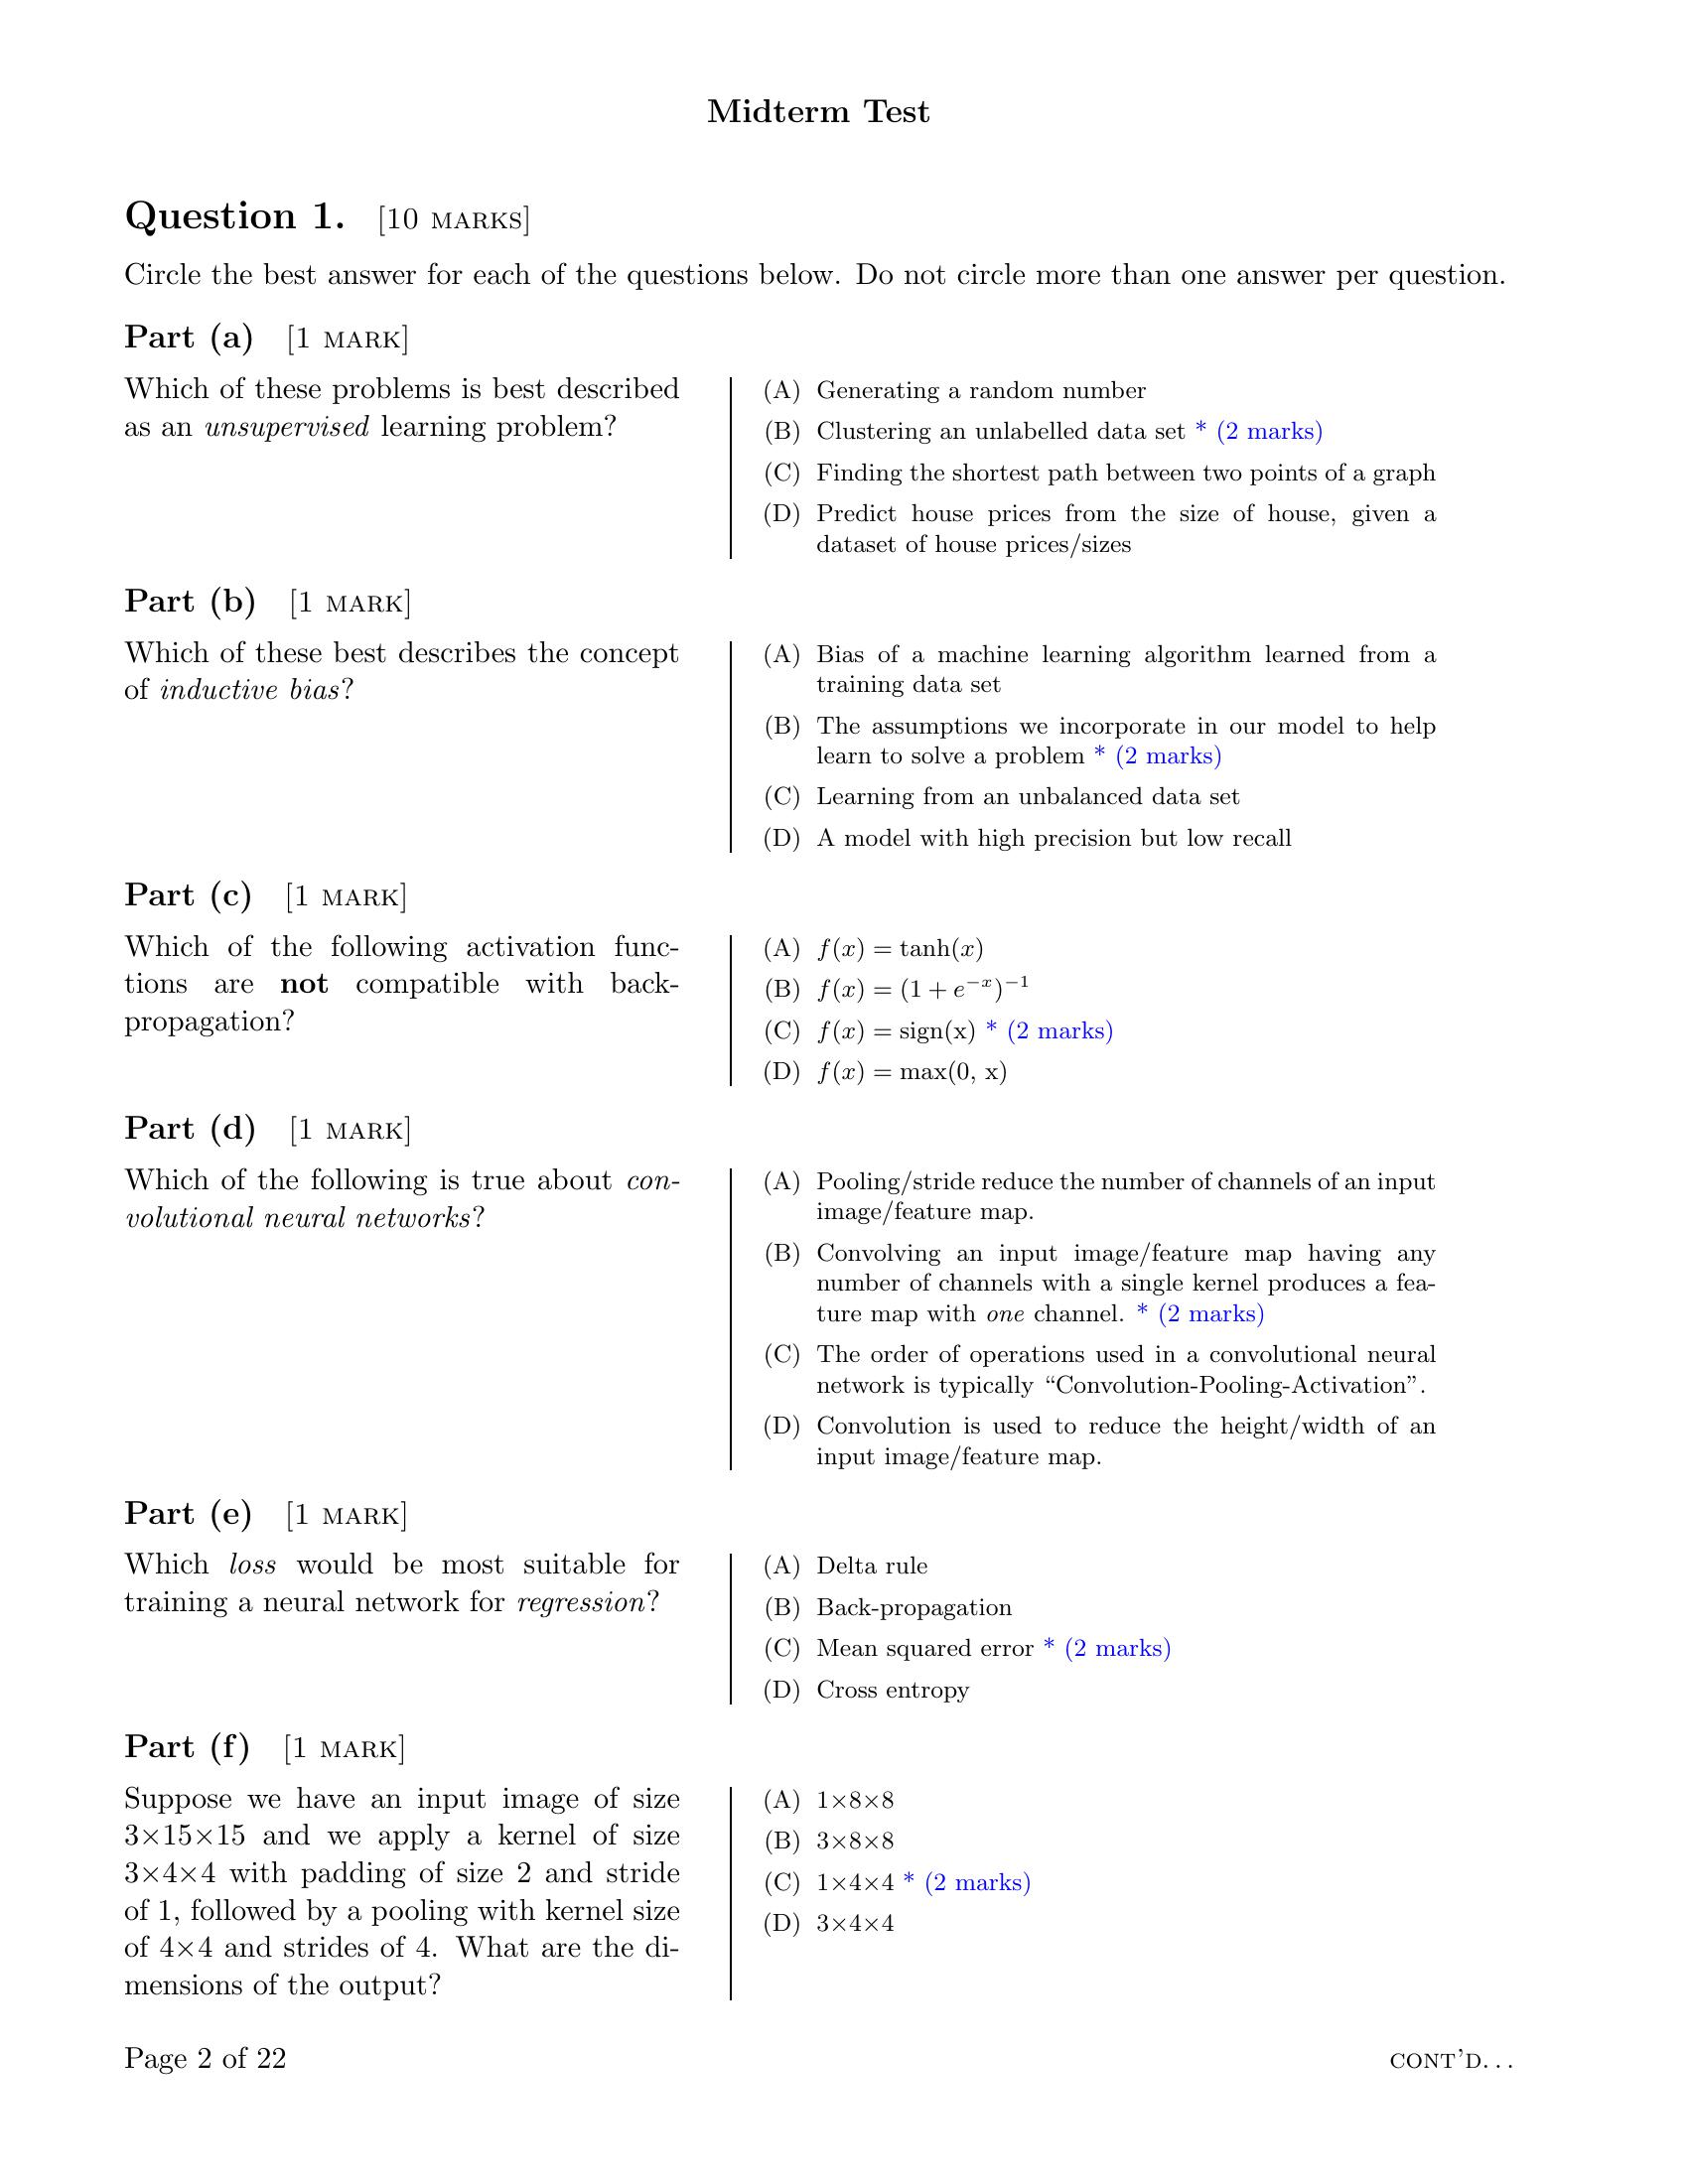 Midterm Test
Question 1. [10 MARKS]
Circle the best answer for each of the questions below. Do not circle more than one answer per question.
Part (a) [1 MARK]
Which of these problems is best described
as an unsupervised learning problem?
(A) Generating a random number
(B) Clustering an unlabelled data set * (2 marks)
(C) Finding the shortest path between two points of a graph
(D) Predict house prices from the size of house, given a
dataset of house prices/sizes
Part (b) [1 MARK]
Which of these best describes the concept
of inductive bias?
(A) Bias of a machine learning algorithm learned from a
training data set
(B) The assumptions we incorporate in our model to help
learn to solve a problem * (2 marks)
(C) Learning from an unbalanced data set
(D) A model with high precision but low recall
Part (c) [1 MARK]
Which of the following activation func-
tions are not compatible with back-
propagation?
(A) f(x) = tanh(x)
(B) f(x) = (1 + e⁻ˣ)⁻¹
(C) f(x) = sign(x) * (2 marks)
(D) f(x) = max(0, x)
Part (d) [1 MARK]
Which of the following is true about con-
volutional neural networks?
(A) Pooling/stride reduce the number of channels of an input
image/feature map.
(B) Convolving an input image/feature map having any
number of channels with a single kernel produces a fea-
ture map with one channel. * (2 marks)
(C) The order of operations used in a convolutional neural
network is typically “Convolution-Pooling-Activation”.
(D) Convolution is used to reduce the height/width of an
input image/feature map.
Part (e) [1 MARK]
Which loss would be most suitable for
training a neural network for regression?
(A) Delta rule
(B) Back-propagation
(C) Mean squared error * (2 marks)
(D) Cross entropy
Part (f) [1 MARK]
Suppose we have an input image of size
3×15×15 and we apply a kernel of size
3×4×4 with padding of size 2 and stride
of 1, followed by a pooling with kernel size
of 4×4 and strides of 4. What are the di-
mensions of the output?
(A) 1×8×8
(B) 3×8×8
(C) 1×4×4 * (2 marks)
(D) 3×4×4
Page 2 of 22
CONT’D...